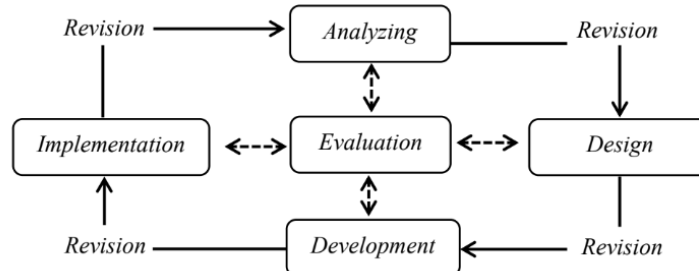 Revision
Analyzing
Revision
Implementation
Evaluation
Design
Revision
Development
Revision